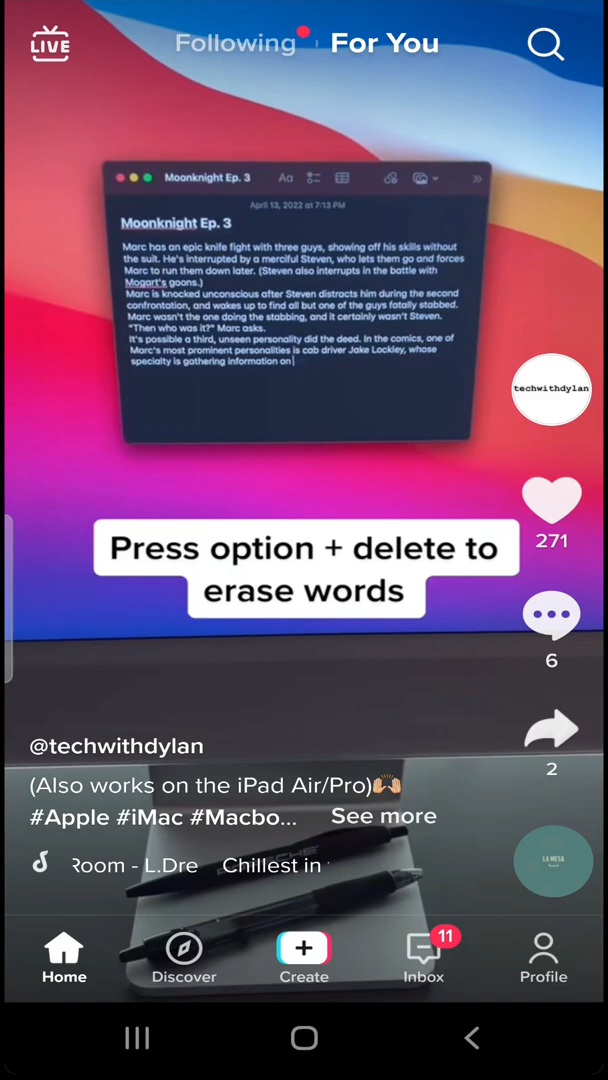 LIVE
Following
For You
Moonknight Ep. 3
Aa
April 13, 2022 at 7:13 PM
Moonknight Ep. 3
Marc has an epic knife fight with three guys, showing off his skills without
the suit. He's interrupted by a merciful Steven, who lets them go and forces
Marc to run them down later. (Steven also interrupts in the battle with
Mogart's goons.)
Marc is knocked unconscious after Steven distracts him during the second
confrontation, and wakes up to find all but one of the guys fatally stabbed.
Marc wasn't the one doing the stabbing, and it certainly wasn't Steven.
"Then who was it?" Marc asks.
It's possible a third, unseen personality did the deed. In the comics, one of
Marc's most prominent personalities is cab driver Jake Lockley, whose
specialty is gathering information on
techwithdylan
271
Press option + delete to
erase words
6
2
@techwithdylan
(Also works on the iPad Air/Pro)🙌🏼
#Apple #iMac #Macbo... See more
Room - L.Dre Chillest in
LA MESA
PORSCHE
Home
Discover
Create
11
Inbox
Profile